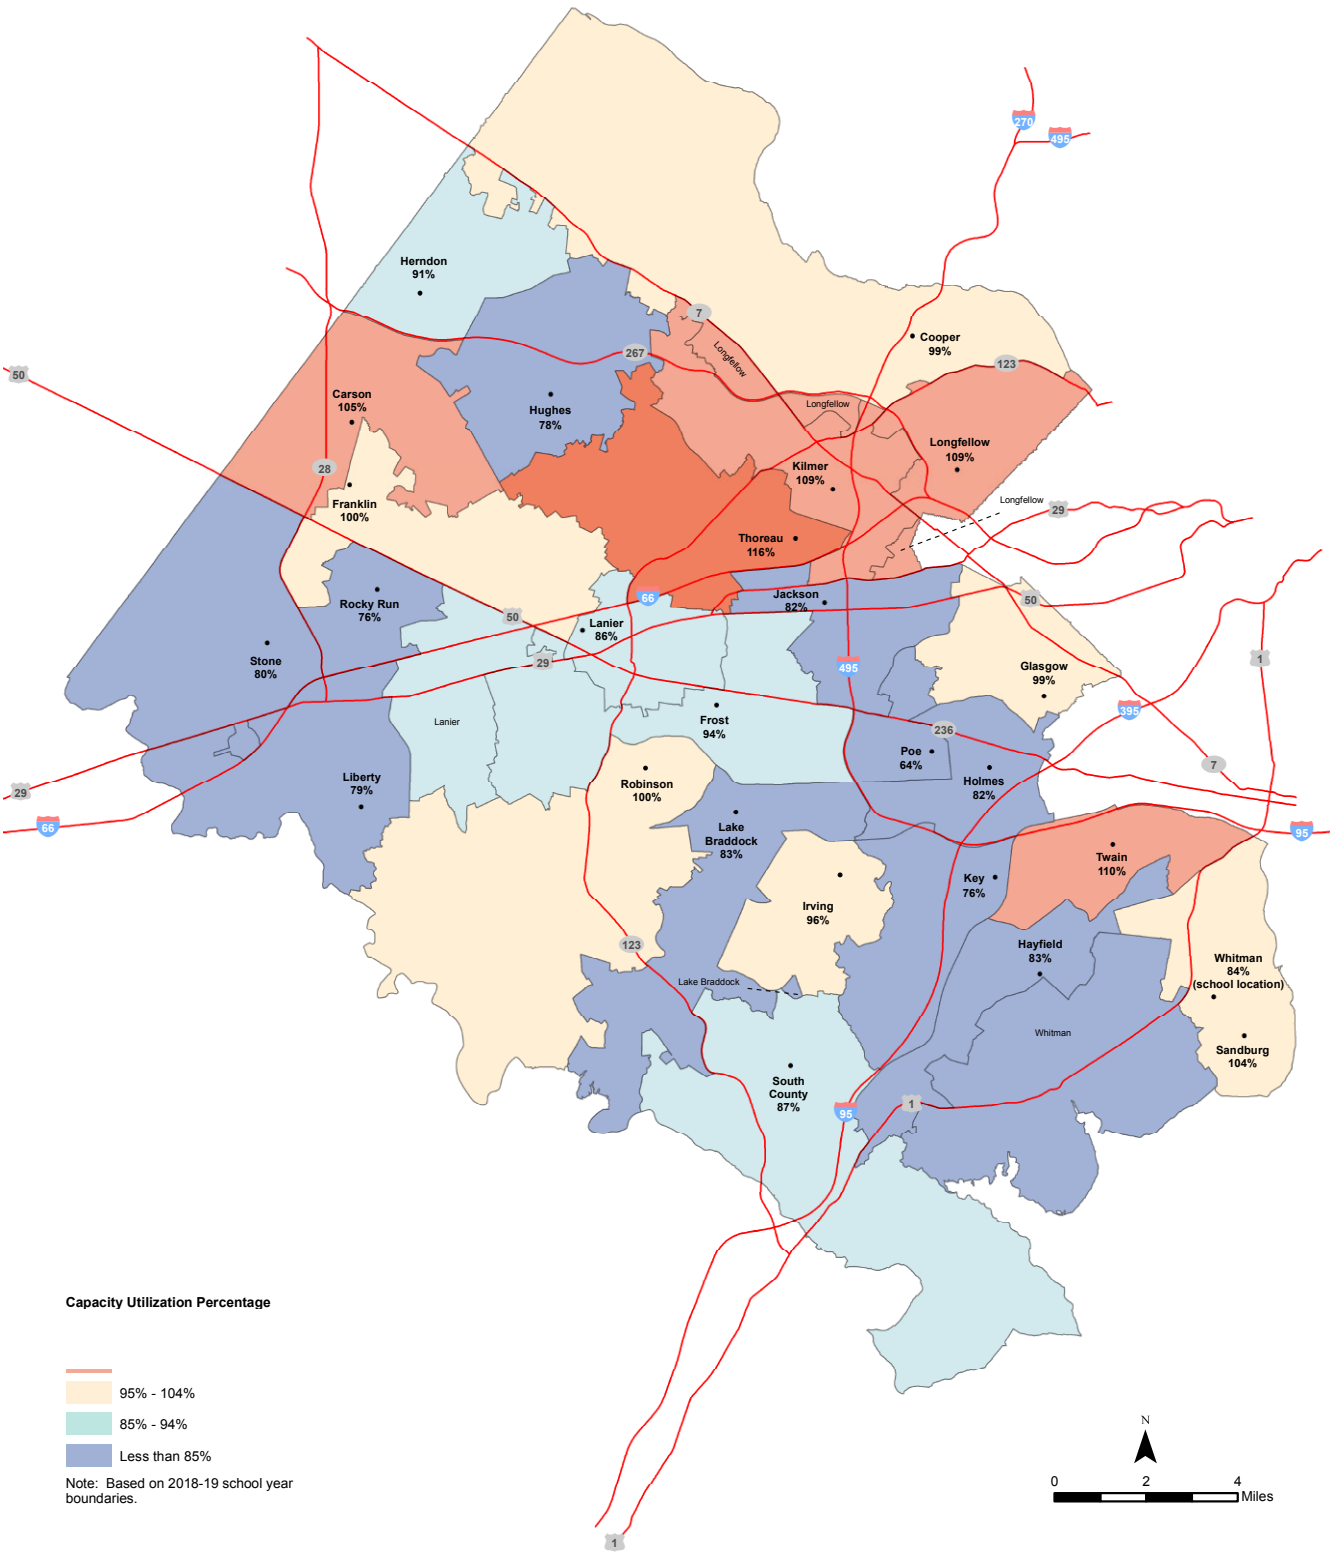 270
495
Herndon
91%
7
Cooper
99%
267
Longfellow
123
50
Carson
105%
Hughes
78%
Longfellow
Longfellow
109%
28
Kilmer
109%
Franklin
100%
Longfellow
29
Thoreau
116%
Jackson
82%
66
50
Rocky Run
76%
50
Lanier
86%
29
Stone
80%
495
Glasgow
99%
1
395
Lanier
Frost
94%
236
Poe
64%
Holmes
82%
7
Liberty
79%
Robinson
100%
29
66
Lake
Braddock
83%
95
Twain
110%
Key
76%
Irving
96%
123
Hayfield
83%
Whitman
84%
(school location)
Lake Braddock
Whitman
Sandburg
104%
South
County
87%
95
1
Capacity Utilization Percentage
95% - 104%
85% - 94%
Less than 85%
Note: Based on 2018-19 school year
boundaries.
N
0 2 4
Miles
1